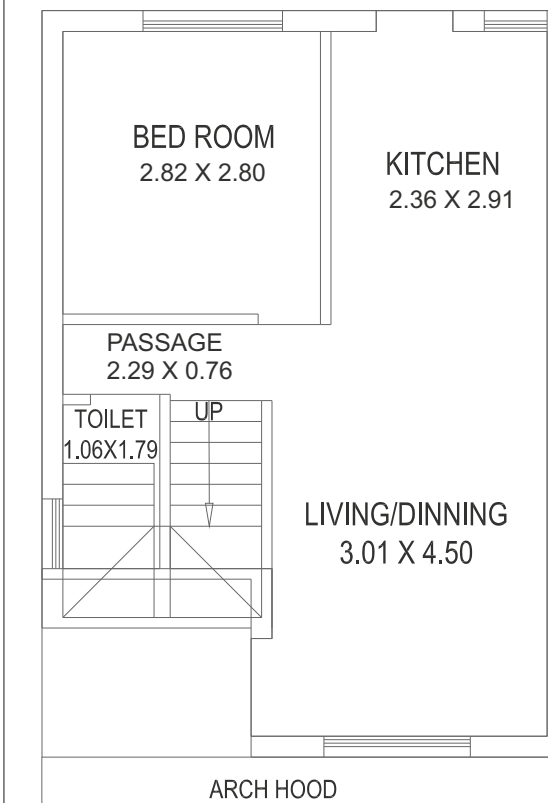 BED ROOM
2.82 X 2.80
KITCHEN
2.36 X 2.91
PASSAGE
2.29 X 0.76
TOILET
1.06X1.79
UP
LIVING/DINNING
3.01 X 4.50
ARCH HOOD